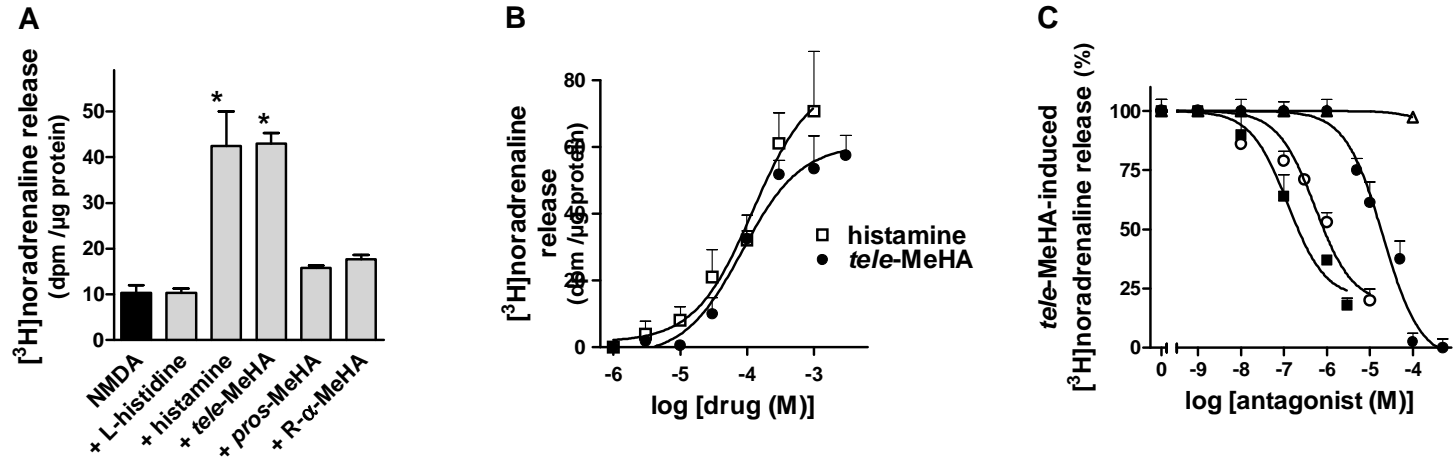 A
[³H]noradrenaline release
(dpm /µg protein)
50
40
30
20
10
0
*
*
NMDA
+ L-histidine
+ histamine
+ tele-MeHA
+ pros-MeHA
+ R-α-MeHA
B
[³H]noradrenaline
release
(dpm /µg protein)
80
60
40
20
0
-6
-5
-4
-3
log [drug (M)]
histamine
tele-MeHA
C
tele-MeHA-induced
[³H]noradrenaline release (%)
100
75
50
25
0
0
-9
-8
-7
-6
-5
-4
log [antagonist (M)]